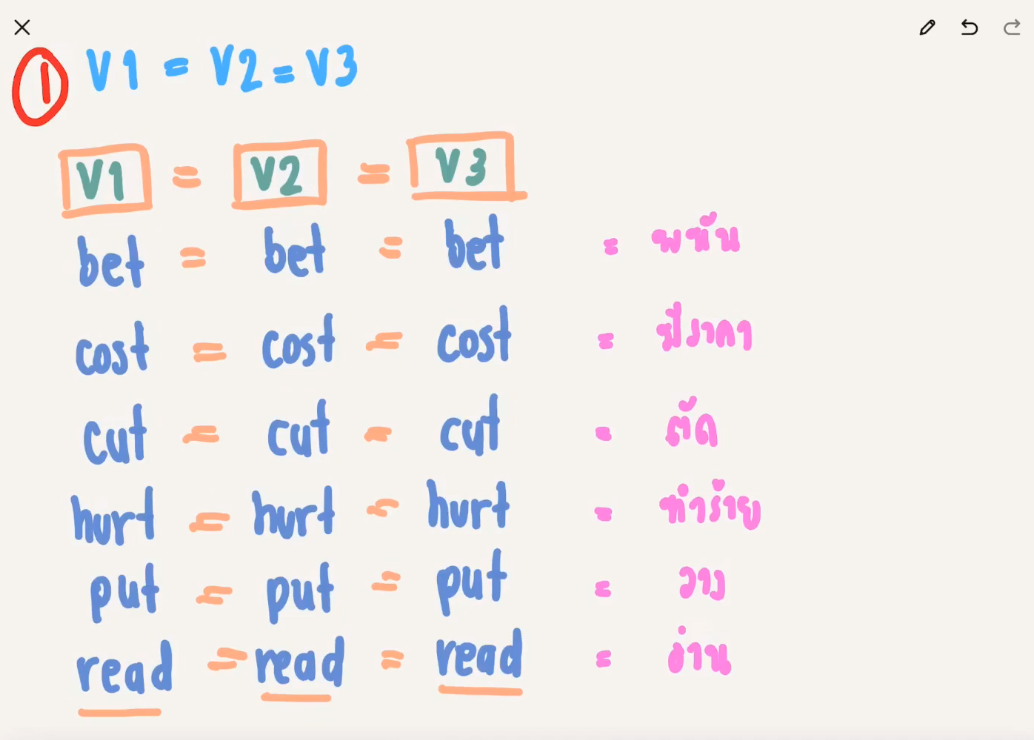 ① V1 = V2 = V3
V1 = V2 = V3
bet = bet = bet = พนัน
cost = cost = cost = มีราคา
cut = cut = cut = ตัด
hurt = hurt = hurt = ทำร้าย
put = put = put = วาง
read = read = read = อ่าน